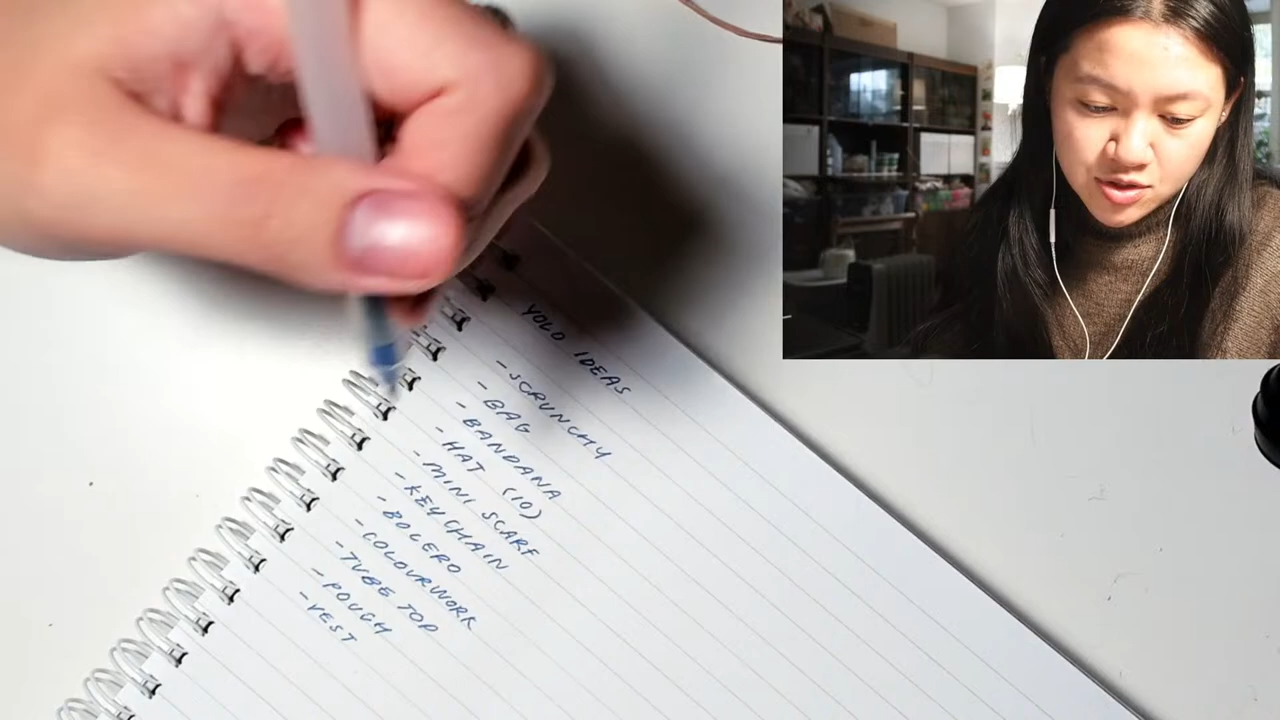 YOLO IDEAS
- SCRUNCHY
- BAG
- BANDANA
- HAT (10)
- MINI SCARF
- KEYCHAIN
- BOLERO
- COLOURWORK
- TUBE TOP
- POUCH
- VEST